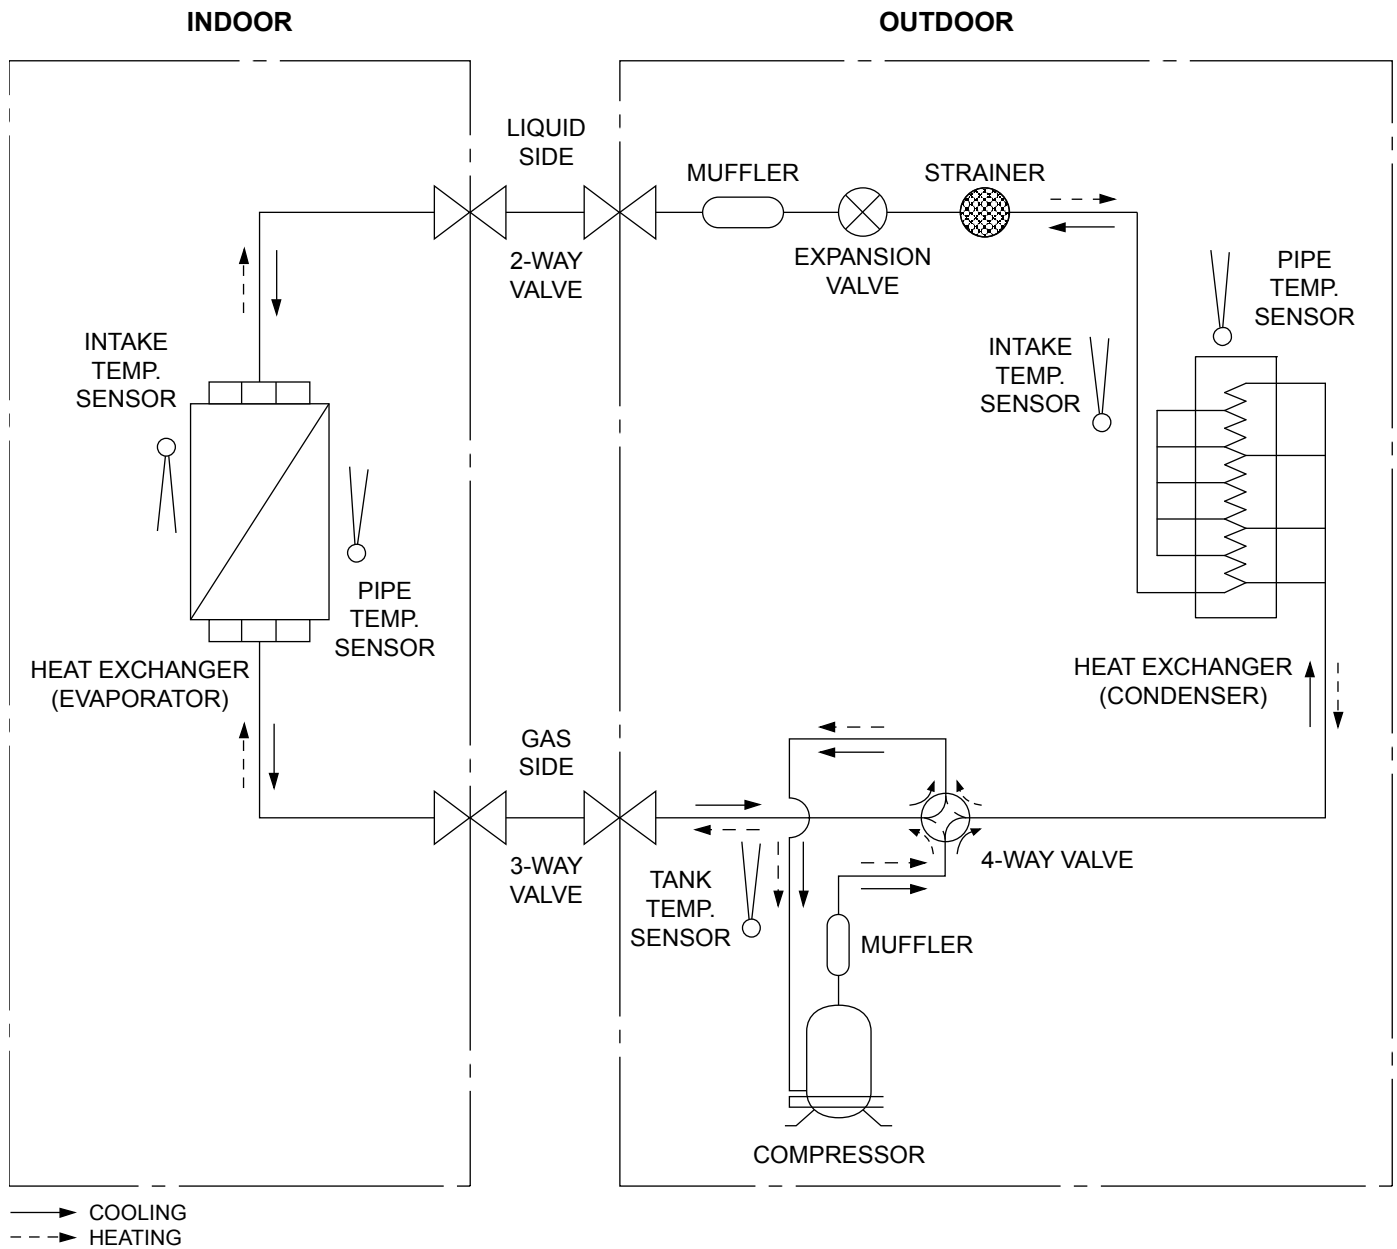 INDOOR
OUTDOOR
LIQUID
SIDE
MUFFLER
STRAINER
2-WAY
VALVE
EXPANSION
VALVE
PIPE
TEMP.
SENSOR
INTAKE
TEMP.
SENSOR
INTAKE
TEMP.
SENSOR
PIPE
TEMP.
SENSOR
HEAT EXCHANGER
(EVAPORATOR)
HEAT EXCHANGER
(CONDENSER)
GAS
SIDE
3-WAY
VALVE
TANK
TEMP.
SENSOR
4-WAY VALVE
MUFFLER
COMPRESSOR
COOLING
HEATING